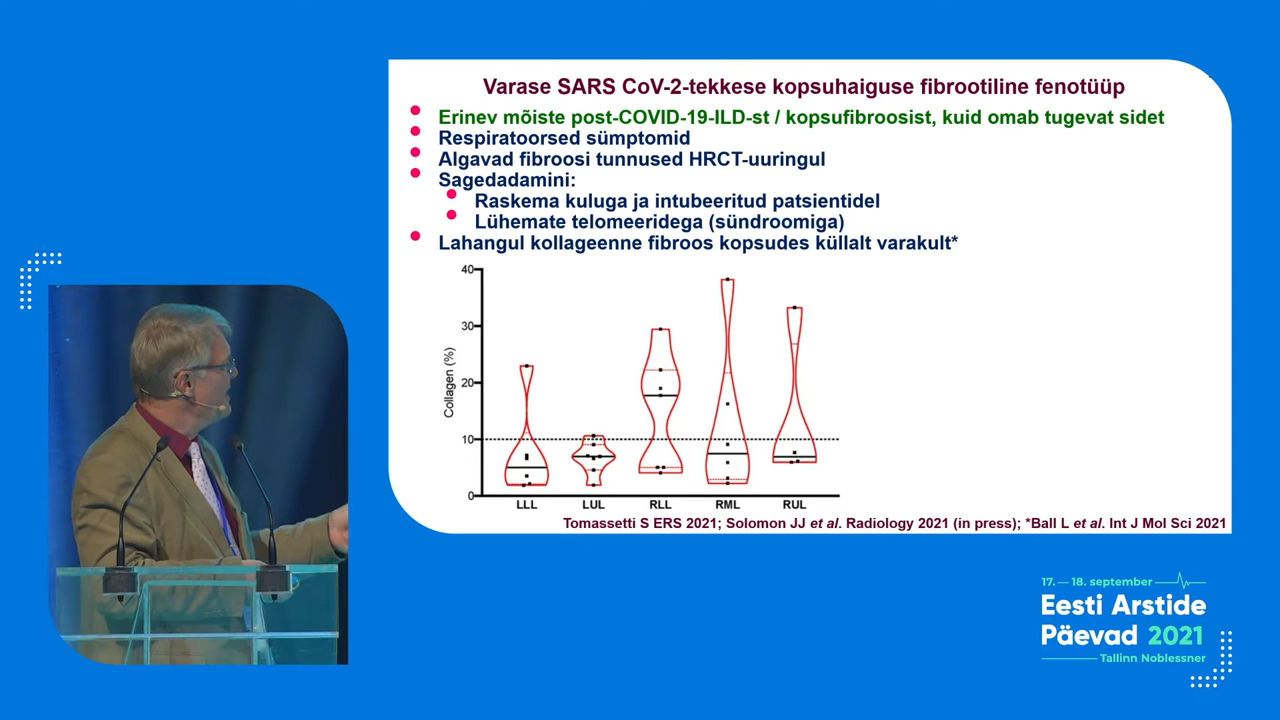 Varase SARS CoV-2-tekkese kopsuhaiguse fibrootiline fenotüüp
Erinev mõiste post-COVID-19-ILD-st / kopsufibroosist, kuid omab tugevat sidet
Respiratoorsed sümptomid
Algavad fibroosi tunnused HRCT-uuringul
Sagedadamini:
Raskema kuluga ja intubeeritud patsientidel
Lühemate telomeeridega (sündroomiga)
Lahangul kollageenne fibroos kopsudes küllalt varakult*
Collagen (%)
40
30
20
10
0
LLL LUL RLL RML RUL
Tomassetti S ERS 2021; Solomon JJ et al. Radiology 2021 (in press); *Ball L et al. Int J Mol Sci 2021
17. — 18. september
Eesti Arstide
Päevad 2021
Tallinn Noblessner